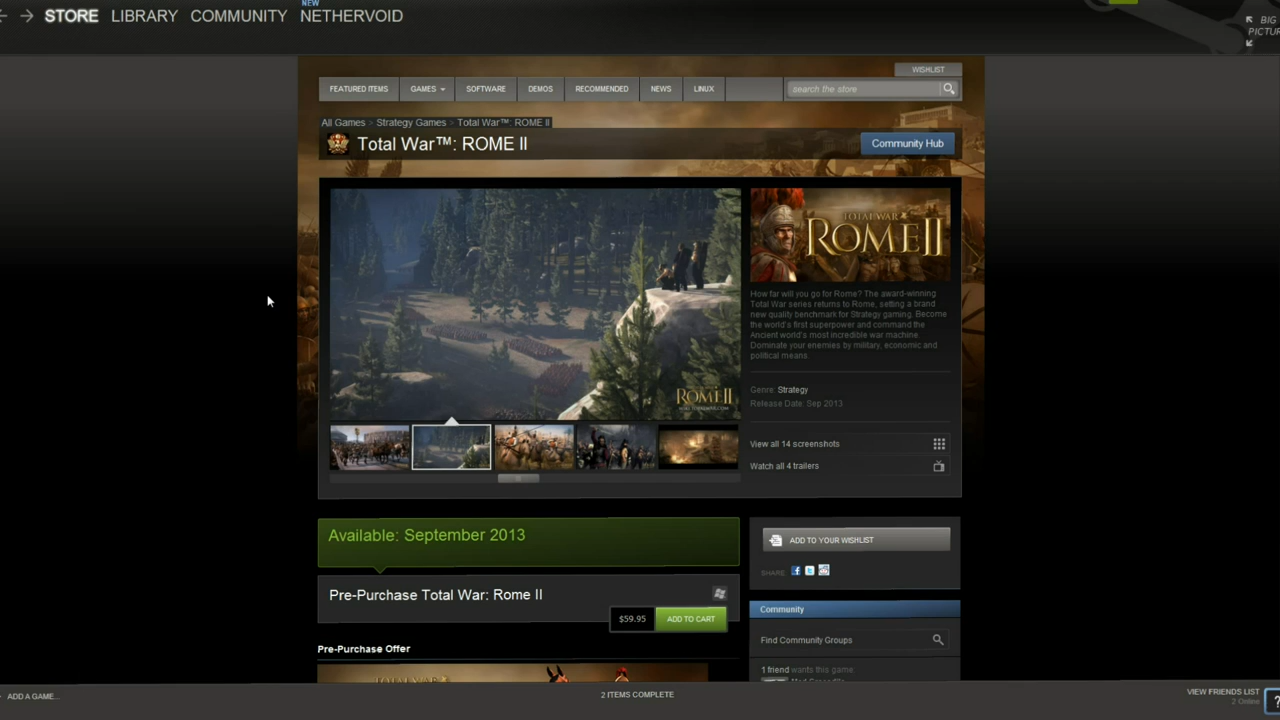 NEW
STORE LIBRARY COMMUNITY NETHERVOID
BIG
WISHLIST
FEATURED ITEMS GAMES SOFTWARE DEMOS RECOMMENDED NEWS LINUX search the store
All Games > Strategy Games > Total War™: ROME II
Total War™: ROME II
Community Hub
TOTAL WAR
ROME II
How far will you go for Rome? The award-winning
Total War series returns to Rome, setting a brand
new quality benchmark for Strategy gaming. Become
the world's first superpower and command the
Ancient world's most incredible war machine.
Dominate your enemies by military, economic and
political means.
Genre: Strategy
Release Date: Sep 2013
ROME II
View all 14 screenshots
Watch all 4 trailers
Available: September 2013
ADD TO YOUR WISHLIST
SHARE:
Pre-Purchase Total War: Rome II
$59.95 ADD TO CART
Community
Find Community Groups
Pre-Purchase Offer
1 friend wants this game:
ADD A GAME...
2 ITEMS COMPLETE
VIEW FRIENDS LIST
2 Online
?